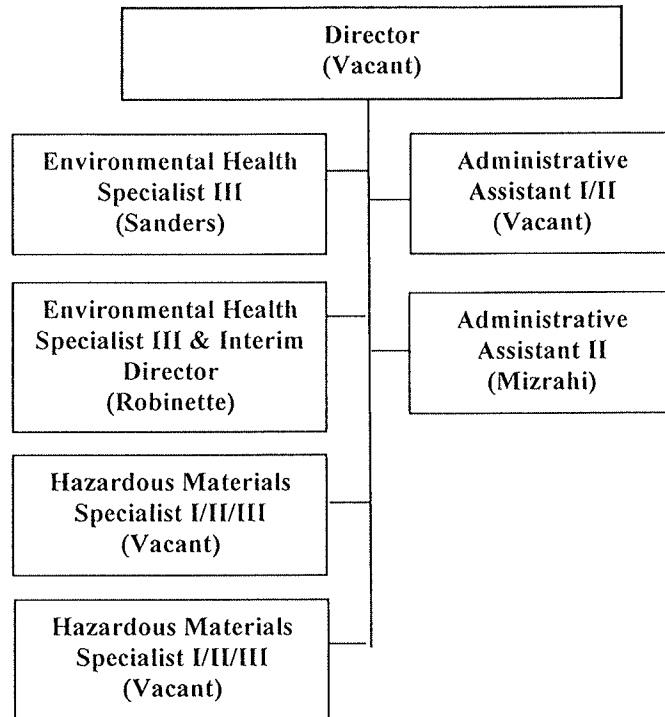 Director
(Vacant)
Environmental Health
Specialist III
(Sanders)
Administrative
Assistant I/II
(Vacant)
Environmental Health
Specialist III & Interim
Director
(Robinette)
Administrative
Assistant II
(Mizrahi)
Hazardous Materials
Specialist I/II/III
(Vacant)
Hazardous Materials
Specialist I/II/III
(Vacant)